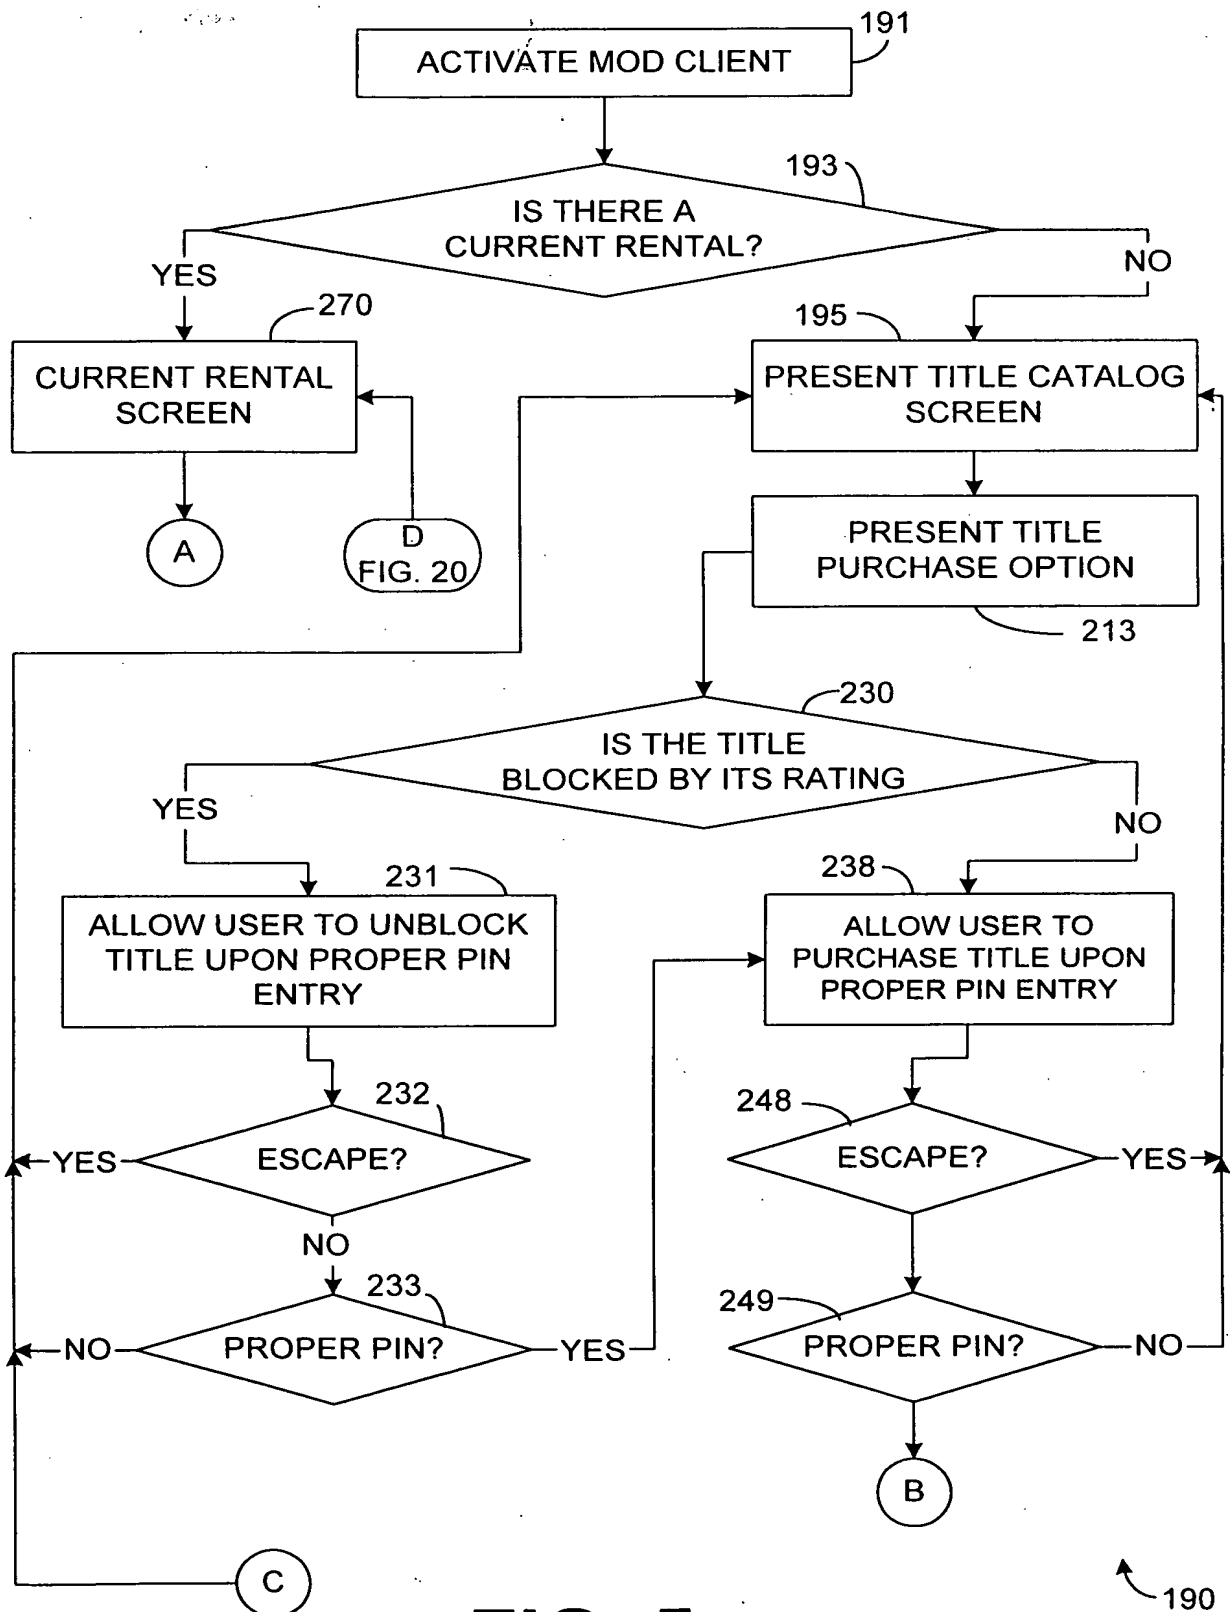 191
ACTIVATE MOD CLIENT
193
IS THERE A
CURRENT RENTAL?
YES
NO
270
195
CURRENT RENTAL
SCREEN
PRESENT TITLE CATALOG
SCREEN
A
D
FIG. 20
PRESENT TITLE
PURCHASE OPTION
213
230
IS THE TITLE
BLOCKED BY ITS RATING
YES
NO
231
238
ALLOW USER TO UNBLOCK
TITLE UPON PROPER PIN
ENTRY
ALLOW USER TO
PURCHASE TITLE UPON
PROPER PIN ENTRY
232
248
YES
ESCAPE?
ESCAPE?
YES
NO
233
249
NO
PROPER PIN?
YES
PROPER PIN?
NO
B
C
190